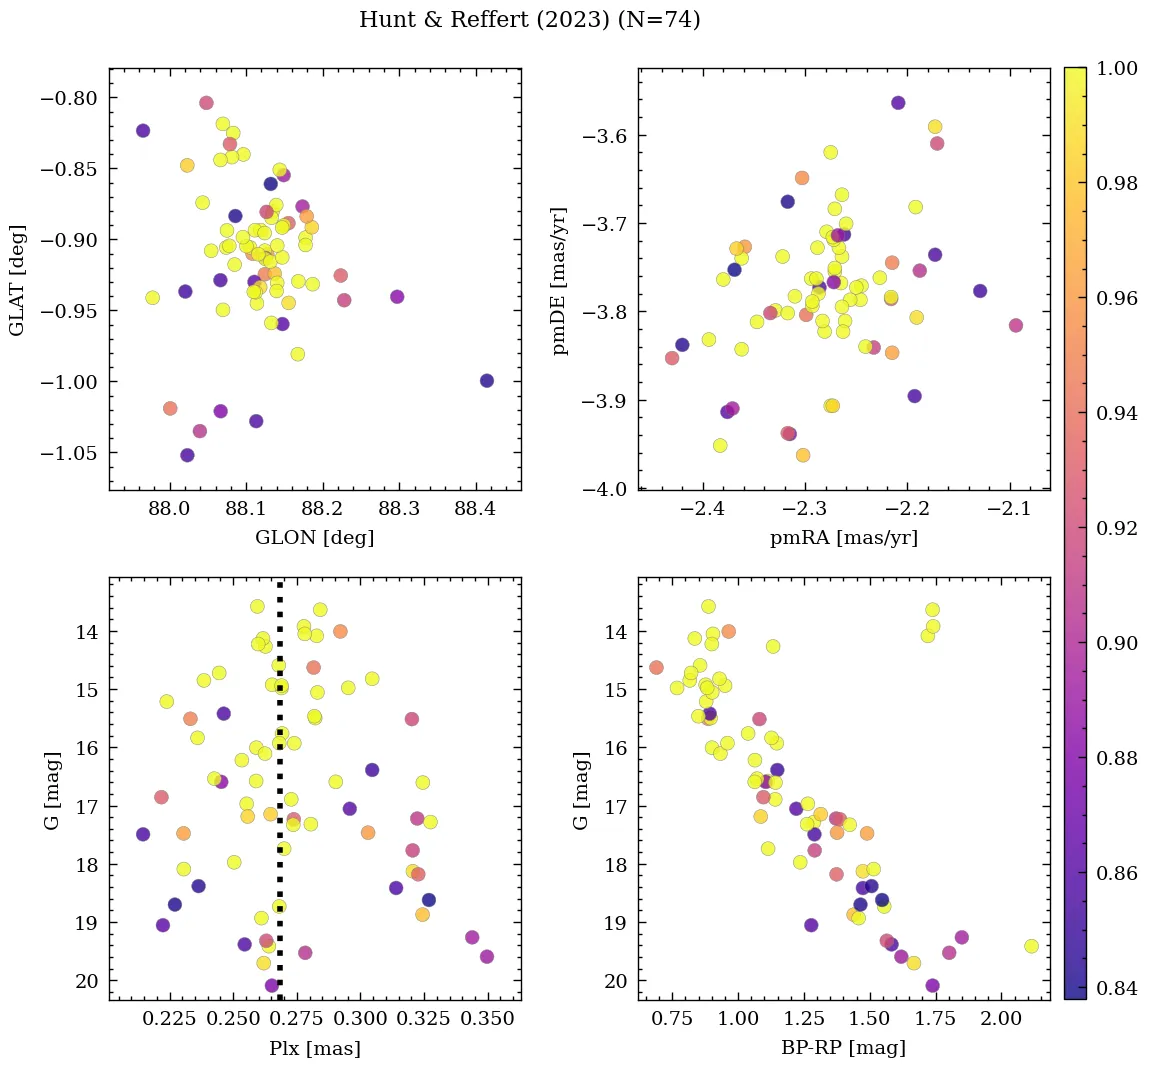 Hunt & Reffert (2023) (N=74)
−0.80
−0.85
−0.90
−0.95
−1.00
−1.05
GLAT [deg]
88.0 88.1 88.2 88.3 88.4
GLON [deg]
−3.6
−3.7
−3.8
−3.9
−4.0
pmDE [mas/yr]
−2.4 −2.3 −2.2 −2.1
pmRA [mas/yr]
14
15
16
17
18
19
20
G [mag]
0.225 0.250 0.275 0.300 0.325 0.350
Plx [mas]
14
15
16
17
18
19
20
G [mag]
0.75 1.00 1.25 1.50 1.75 2.00
BP-RP [mag]
1.00
0.98
0.96
0.94
0.92
0.90
0.88
0.86
0.84